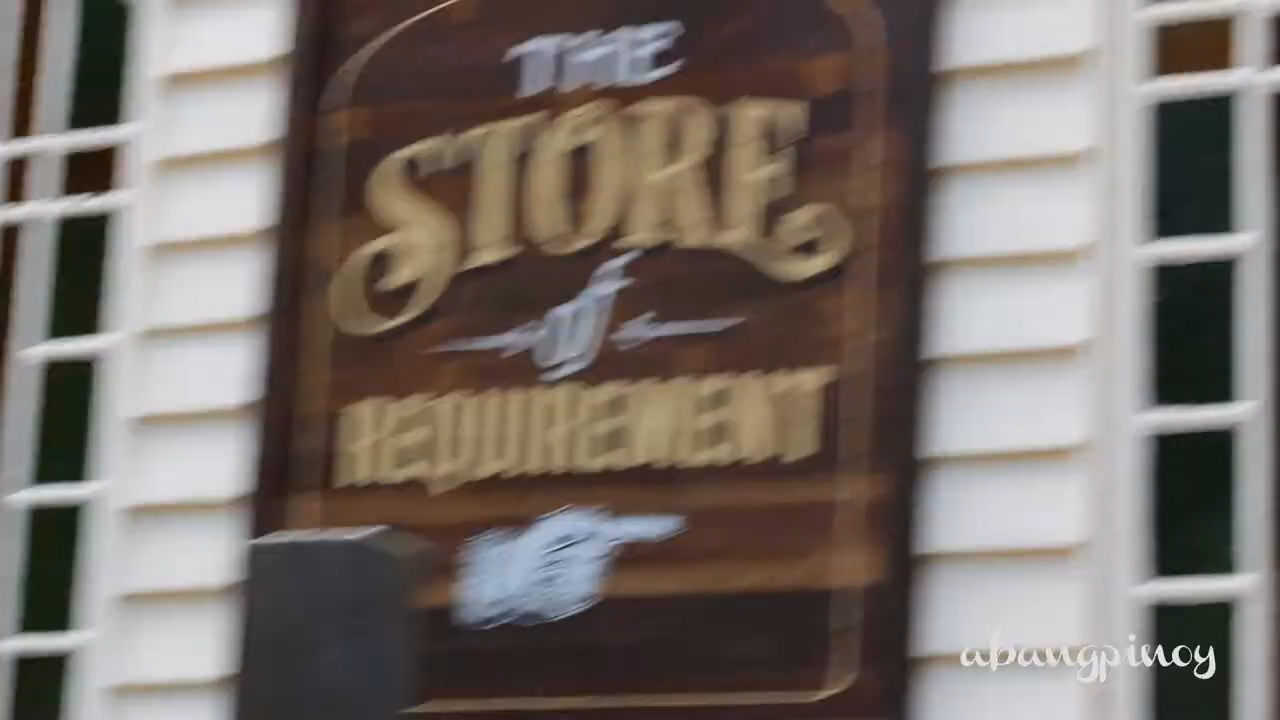 THE
STORE
of
REQUIREMENT
abangpinoy